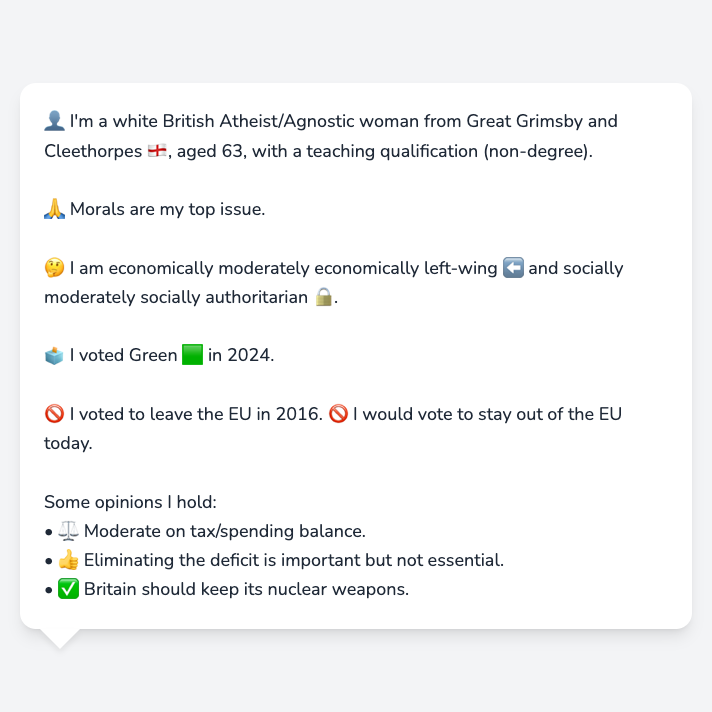 👤 I'm a white British Atheist/Agnostic woman from Great Grimsby and
Cleethorpes 🏴󠁧󠁢󠁥󠁮󠁧󠁿, aged 63, with a teaching qualification (non-degree).
🙏 Morals are my top issue.
🤔 I am economically moderately economically left-wing ⬅️ and socially
moderately socially authoritarian 🔒.
🗳️ I voted Green 🟩 in 2024.
🚫 I voted to leave the EU in 2016. 🚫 I would vote to stay out of the EU
today.
Some opinions I hold:
• ⚖️ Moderate on tax/spending balance.
• 👍 Eliminating the deficit is important but not essential.
• ✅ Britain should keep its nuclear weapons.